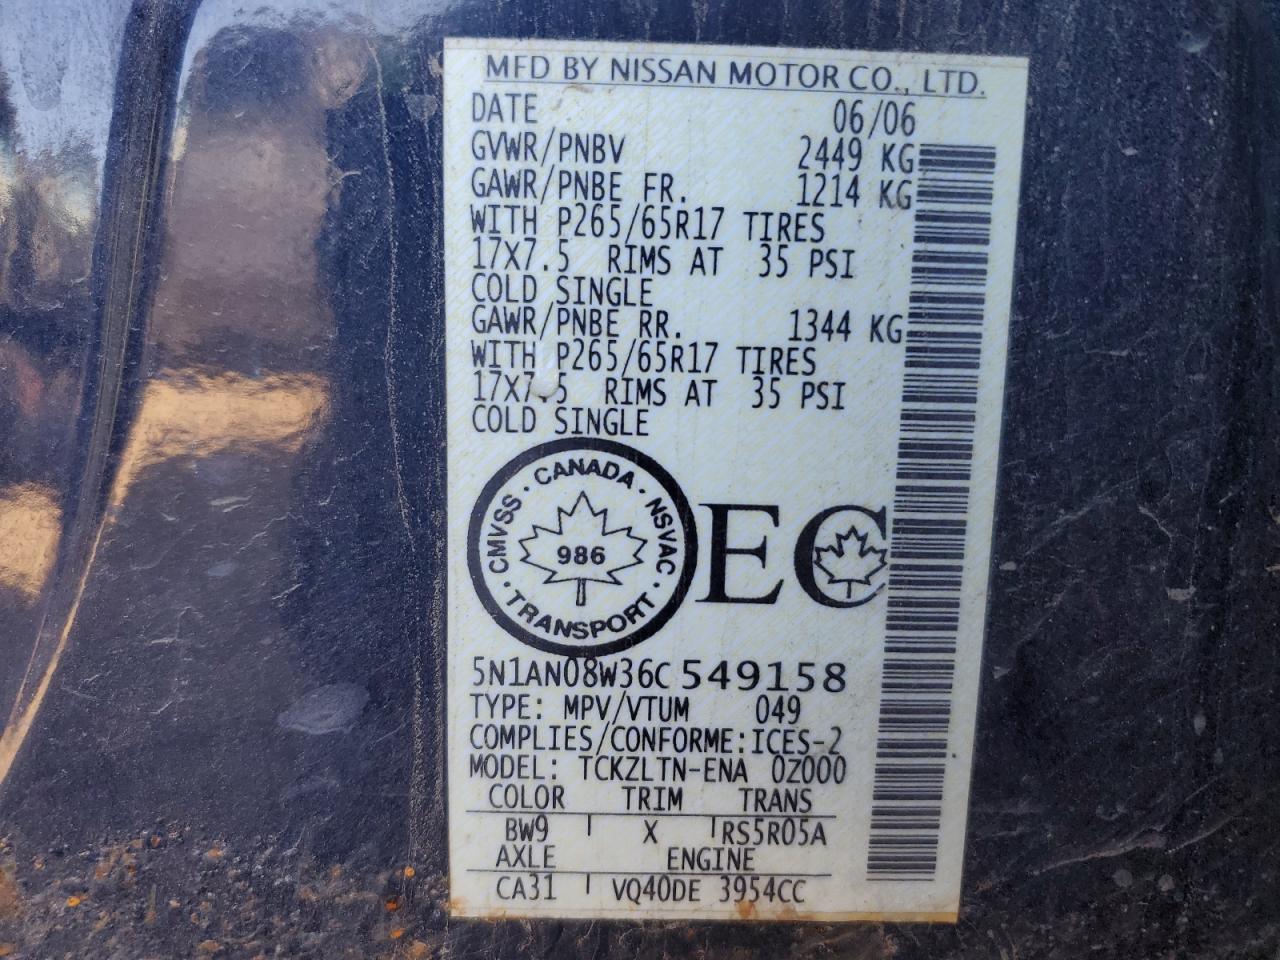 MFD BY NISSAN MOTOR CO., LTD.
DATE 06/06
GVWR/PNBV 2449 KG
GAWR/PNBE FR. 1214 KG
WITH P265/65R17 TIRES
17X7.5 RIMS AT 35 PSI
COLD SINGLE
GAWR/PNBE RR. 1344 KG
WITH P265/65R17 TIRES
17X7.5 RIMS AT 35 PSI
COLD SINGLE
CMVSS · CANADA · NSVAC · TRANSPORT ·
986
EC
5N1AN08W36C549158
TYPE: MPV/VTUM 049
COMPLIES/CONFORME:ICES-2
MODEL: TCKZLTN-ENA 0Z000
COLOR TRIM TRANS
BW9 X RS5R05A
AXLE ENGINE
CA31 VQ40DE 3954CC